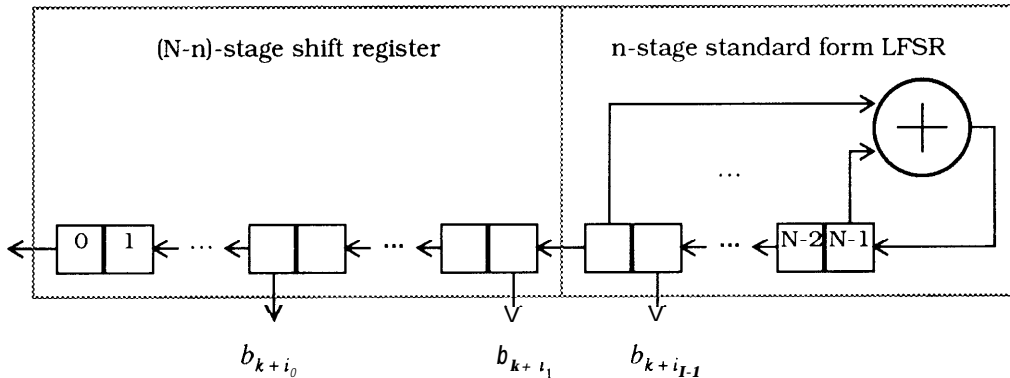 (N-n)-stage shift register
n-stage standard form LFSR
+
...
0 1 ... ... N-2 N-1
...
b_{k+i_0} b_{k+i_1} b_{k+i_{I-1}}